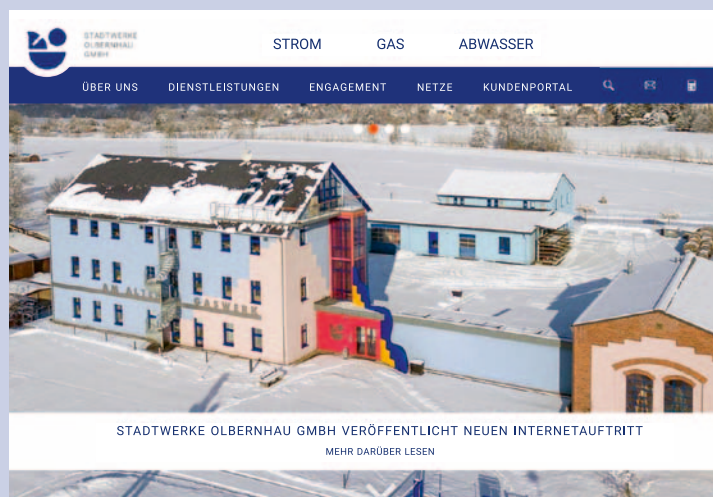 STADTWERKE
OLBERNHAU
GMBH
STROM GAS ABWASSER
ÜBER UNS DIENSTLEISTUNGEN ENGAGEMENT NETZE KUNDENPORTAL
AM ALTEN GASWERK
STADTWERKE OLBERNHAU GMBH VERÖFFENTLICHT NEUEN INTERNETAUFTRITT
MEHR DARÜBER LESEN